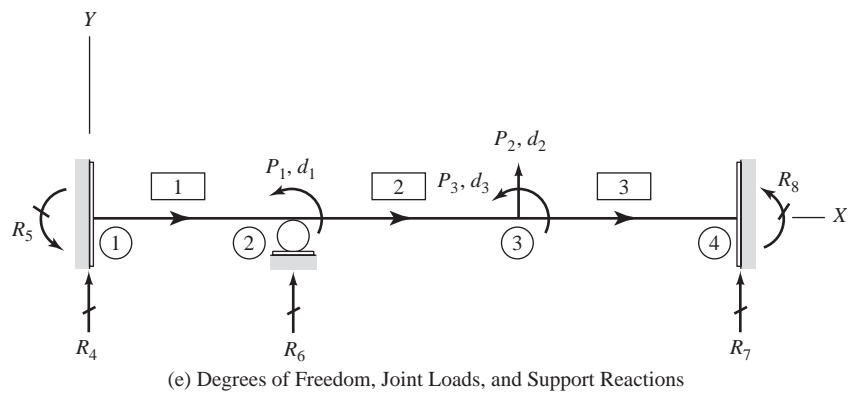 Y
P2, d2
1
P1, d1
2
P3, d3
3
R8
X
R5
1
2
3
4
R4
R6
R7
(e) Degrees of Freedom, Joint Loads, and Support Reactions